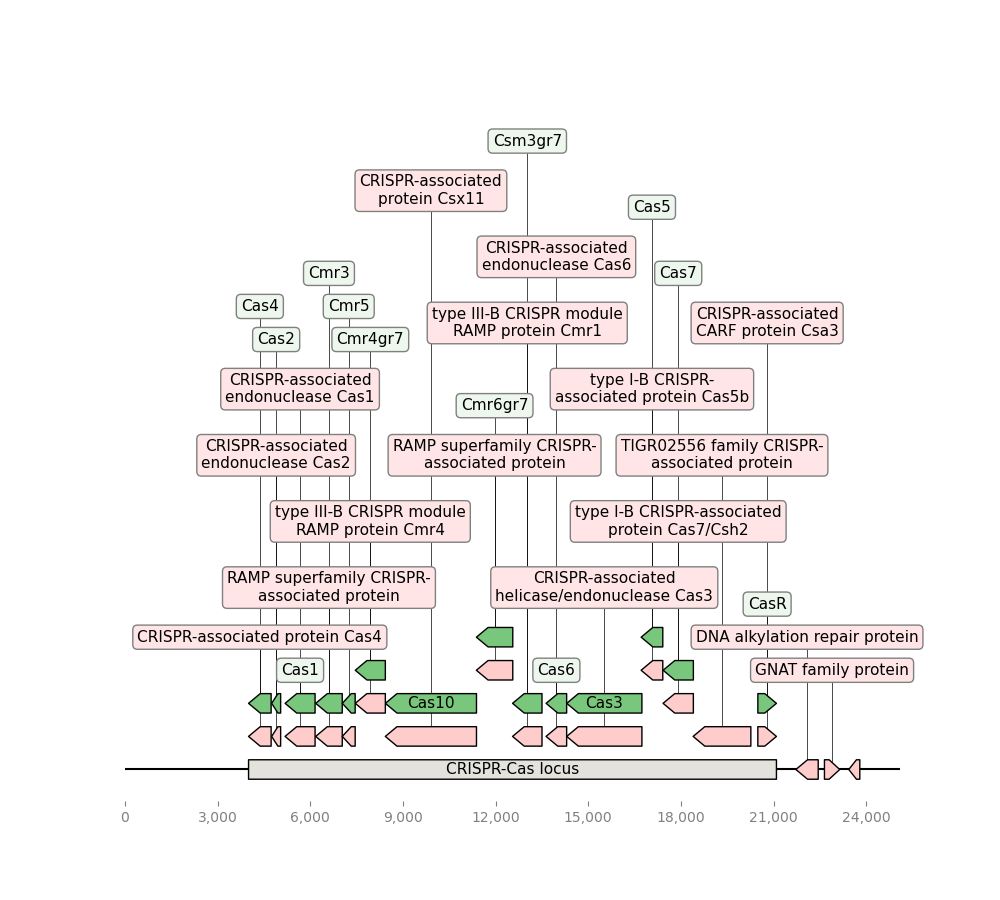 Csm3gr7
CRISPR-associated
protein Csx11
Cas5
CRISPR-associated
endonuclease Cas6
Cmr3
Cas7
Cas4
Cmr5
type III-B CRISPR module
RAMP protein Cmr1
CRISPR-associated
CARF protein Csa3
Cas2
Cmr4gr7
CRISPR-associated
endonuclease Cas1
type I-B CRISPR-
associated protein Cas5b
Cmr6gr7
CRISPR-associated
endonuclease Cas2
RAMP superfamily CRISPR-
associated protein
TIGR02556 family CRISPR-
associated protein
type III-B CRISPR module
RAMP protein Cmr4
type I-B CRISPR-associated
protein Cas7/Csh2
RAMP superfamily CRISPR-
associated protein
CRISPR-associated
helicase/endonuclease Cas3
CasR
CRISPR-associated protein Cas4
DNA alkylation repair protein
Cas1
Cas6
GNAT family protein
Cas10
Cas3
CRISPR-Cas locus
0
3,000
6,000
9,000
12,000
15,000
18,000
21,000
24,000